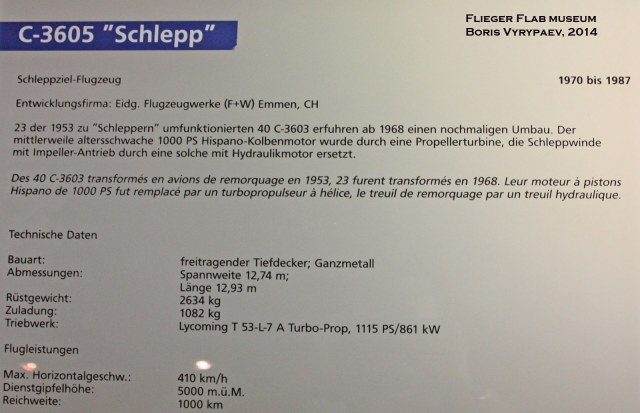 FLIEGER FLAB MUSEUM
BORIS VYRYPAEV, 2014
C-3605 "Schlepp"
Schleppziel-Flugzeug 1970 bis 1987
Entwicklungsfirma: Eidg. Flugzeugwerke (F+W) Emmen, CH
23 der 1953 zu "Schleppern" umfunktionierten 40 C-3603 erfuhren ab 1968 einen nochmaligen Umbau. Der
mittlerweile altersschwache 1000 PS Hispano-Kolbenmotor wurde durch eine Propellerturbine, die Schleppwinde
mit Impeller-Antrieb durch eine solche mit Hydraulikmotor ersetzt.
Des 40 C-3603 transformés en avions de remorquage en 1953, 23 furent transformés en 1968. Leur moteur à pistons
Hispano de 1000 PS fut remplacé par un turbopropulseur à hélice, le treuil de remorquage par un treuil hydraulique.
Technische Daten
Bauart: freitragender Tiefdecker; Ganzmetall
Abmessungen: Spannweite 12,74 m;
Länge 12,93 m
Rüstgewicht: 2634 kg
Zuladung: 1082 kg
Triebwerk: Lycoming T 53-L-7 A Turbo-Prop, 1115 PS/861 kW
Flugleistungen
Max. Horizontalgeschw.: 410 km/h
Dienstgipfelhöhe: 5000 m.ü.M.
Reichweite: 1000 km